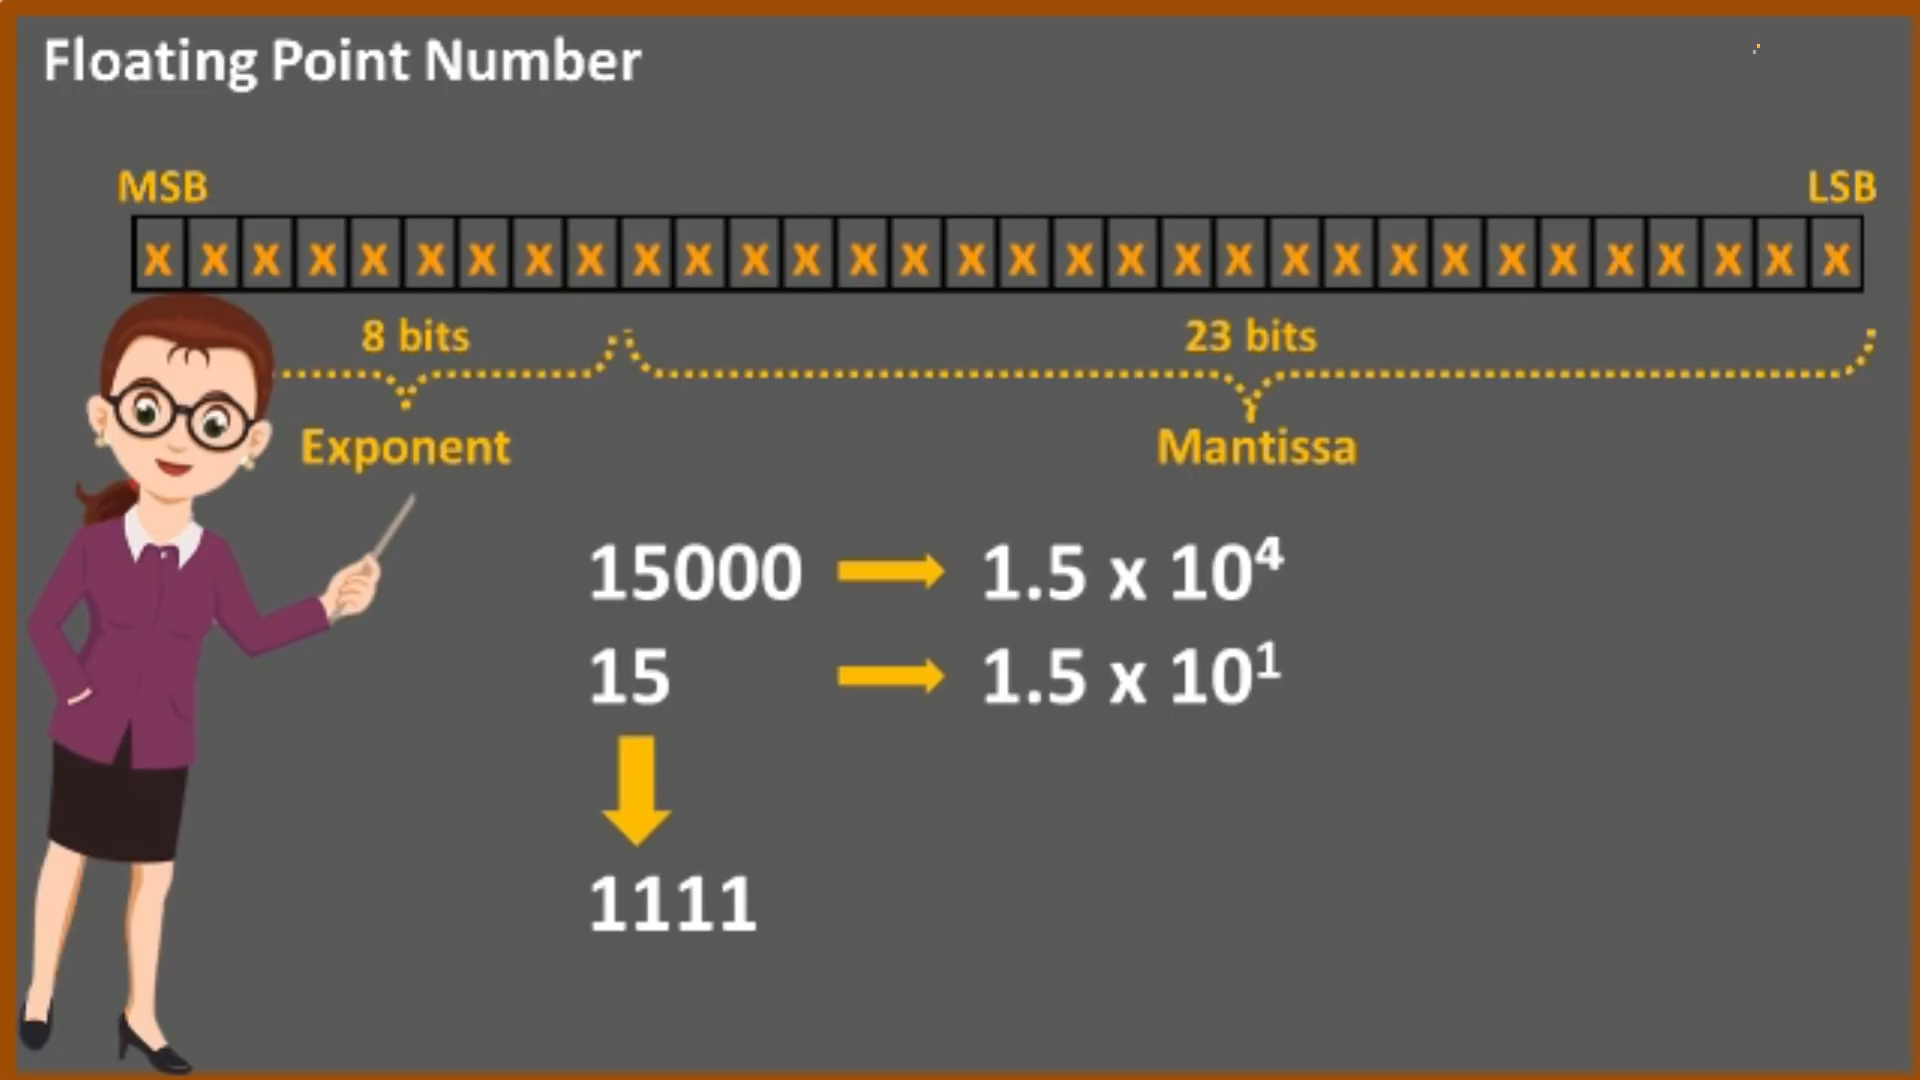 Floating Point Number
MSB LSB
X X X X X X X X X X X X X X X X X X X X X X X X X X X X X X X X
8 bits 23 bits
Exponent Mantissa
15000 1.5 x 10⁴
15 1.5 x 10¹
1111